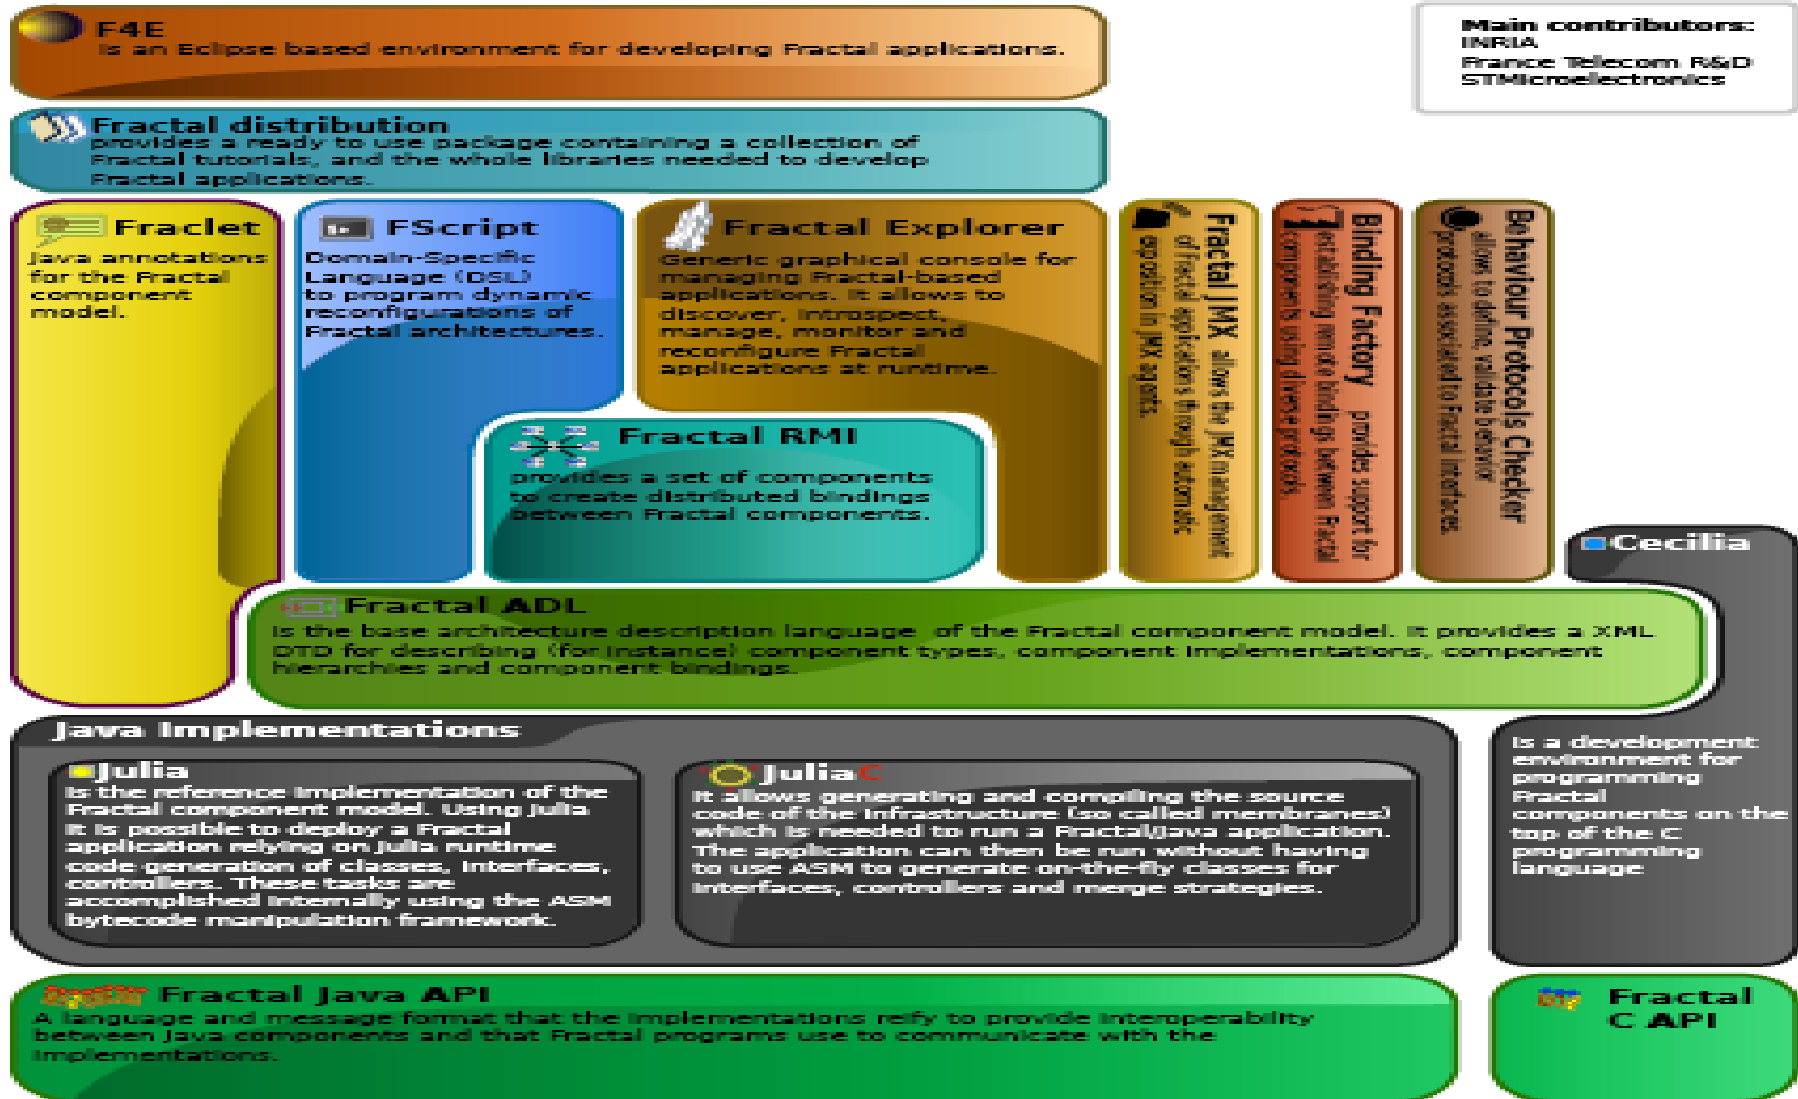 F4E
is an Eclipse based environment for developing Fractal applications.
Main contributors:
INRIA
France Telecom R&D
STMicroelectronics
Fractal distribution
provides a ready to use package containing a collection of
Fractal tutorials, and the whole libraries needed to develop
Fractal applications.
Fraclet
Java annotations
for the Fractal
component
model.
FScript
Domain-Specific
Language (DSL)
to program dynamic
reconfigurations of
Fractal architectures.
Fractal Explorer
Generic graphical console for
managing Fractal-based
applications. It allows to
discover, introspect,
manage, monitor and
reconfigure Fractal
applications at runtime.
Fractal RMI
provides a set of components
to create distributed bindings
between Fractal components.
Fractal JMX allows the JMX management
of Fractal applications through automatic
exposition in JMX agents.
Binding Factory provides support for
establishing remote bindings between Fractal
components using diverse protocols.
Behaviour Protocols Checker
allows to define, validate behavior
protocols associated to Fractal interfaces.
Cecilia
is a development
environment for
programming
Fractal
components on the
top of the C
programming
language
Fractal ADL
is the base architecture description language of the Fractal component model. It provides a XML
DTD for describing (for instance) component types, component implementations, component
hierarchies and component bindings.
Java Implementations
Julia
is the reference implementation of the
Fractal component model. Using Julia
it is possible to deploy a Fractal
application relying on Julia runtime
code generation of classes, interfaces,
controllers. These tasks are
accomplished internally using the ASM
bytecode manipulation framework.
JuliaC
It allows generating and compiling the source
code of the infrastructure (so called membranes)
which is needed to run a Fractal/Java application.
The application can then be run without having
to use ASM to generate on-the-fly classes for
interfaces, controllers and merge strategies.
Fractal Java API
A language and message format that the implementations reify to provide interoperability
between Java components and that Fractal programs use to communicate with the
implementations.
Fractal
C API